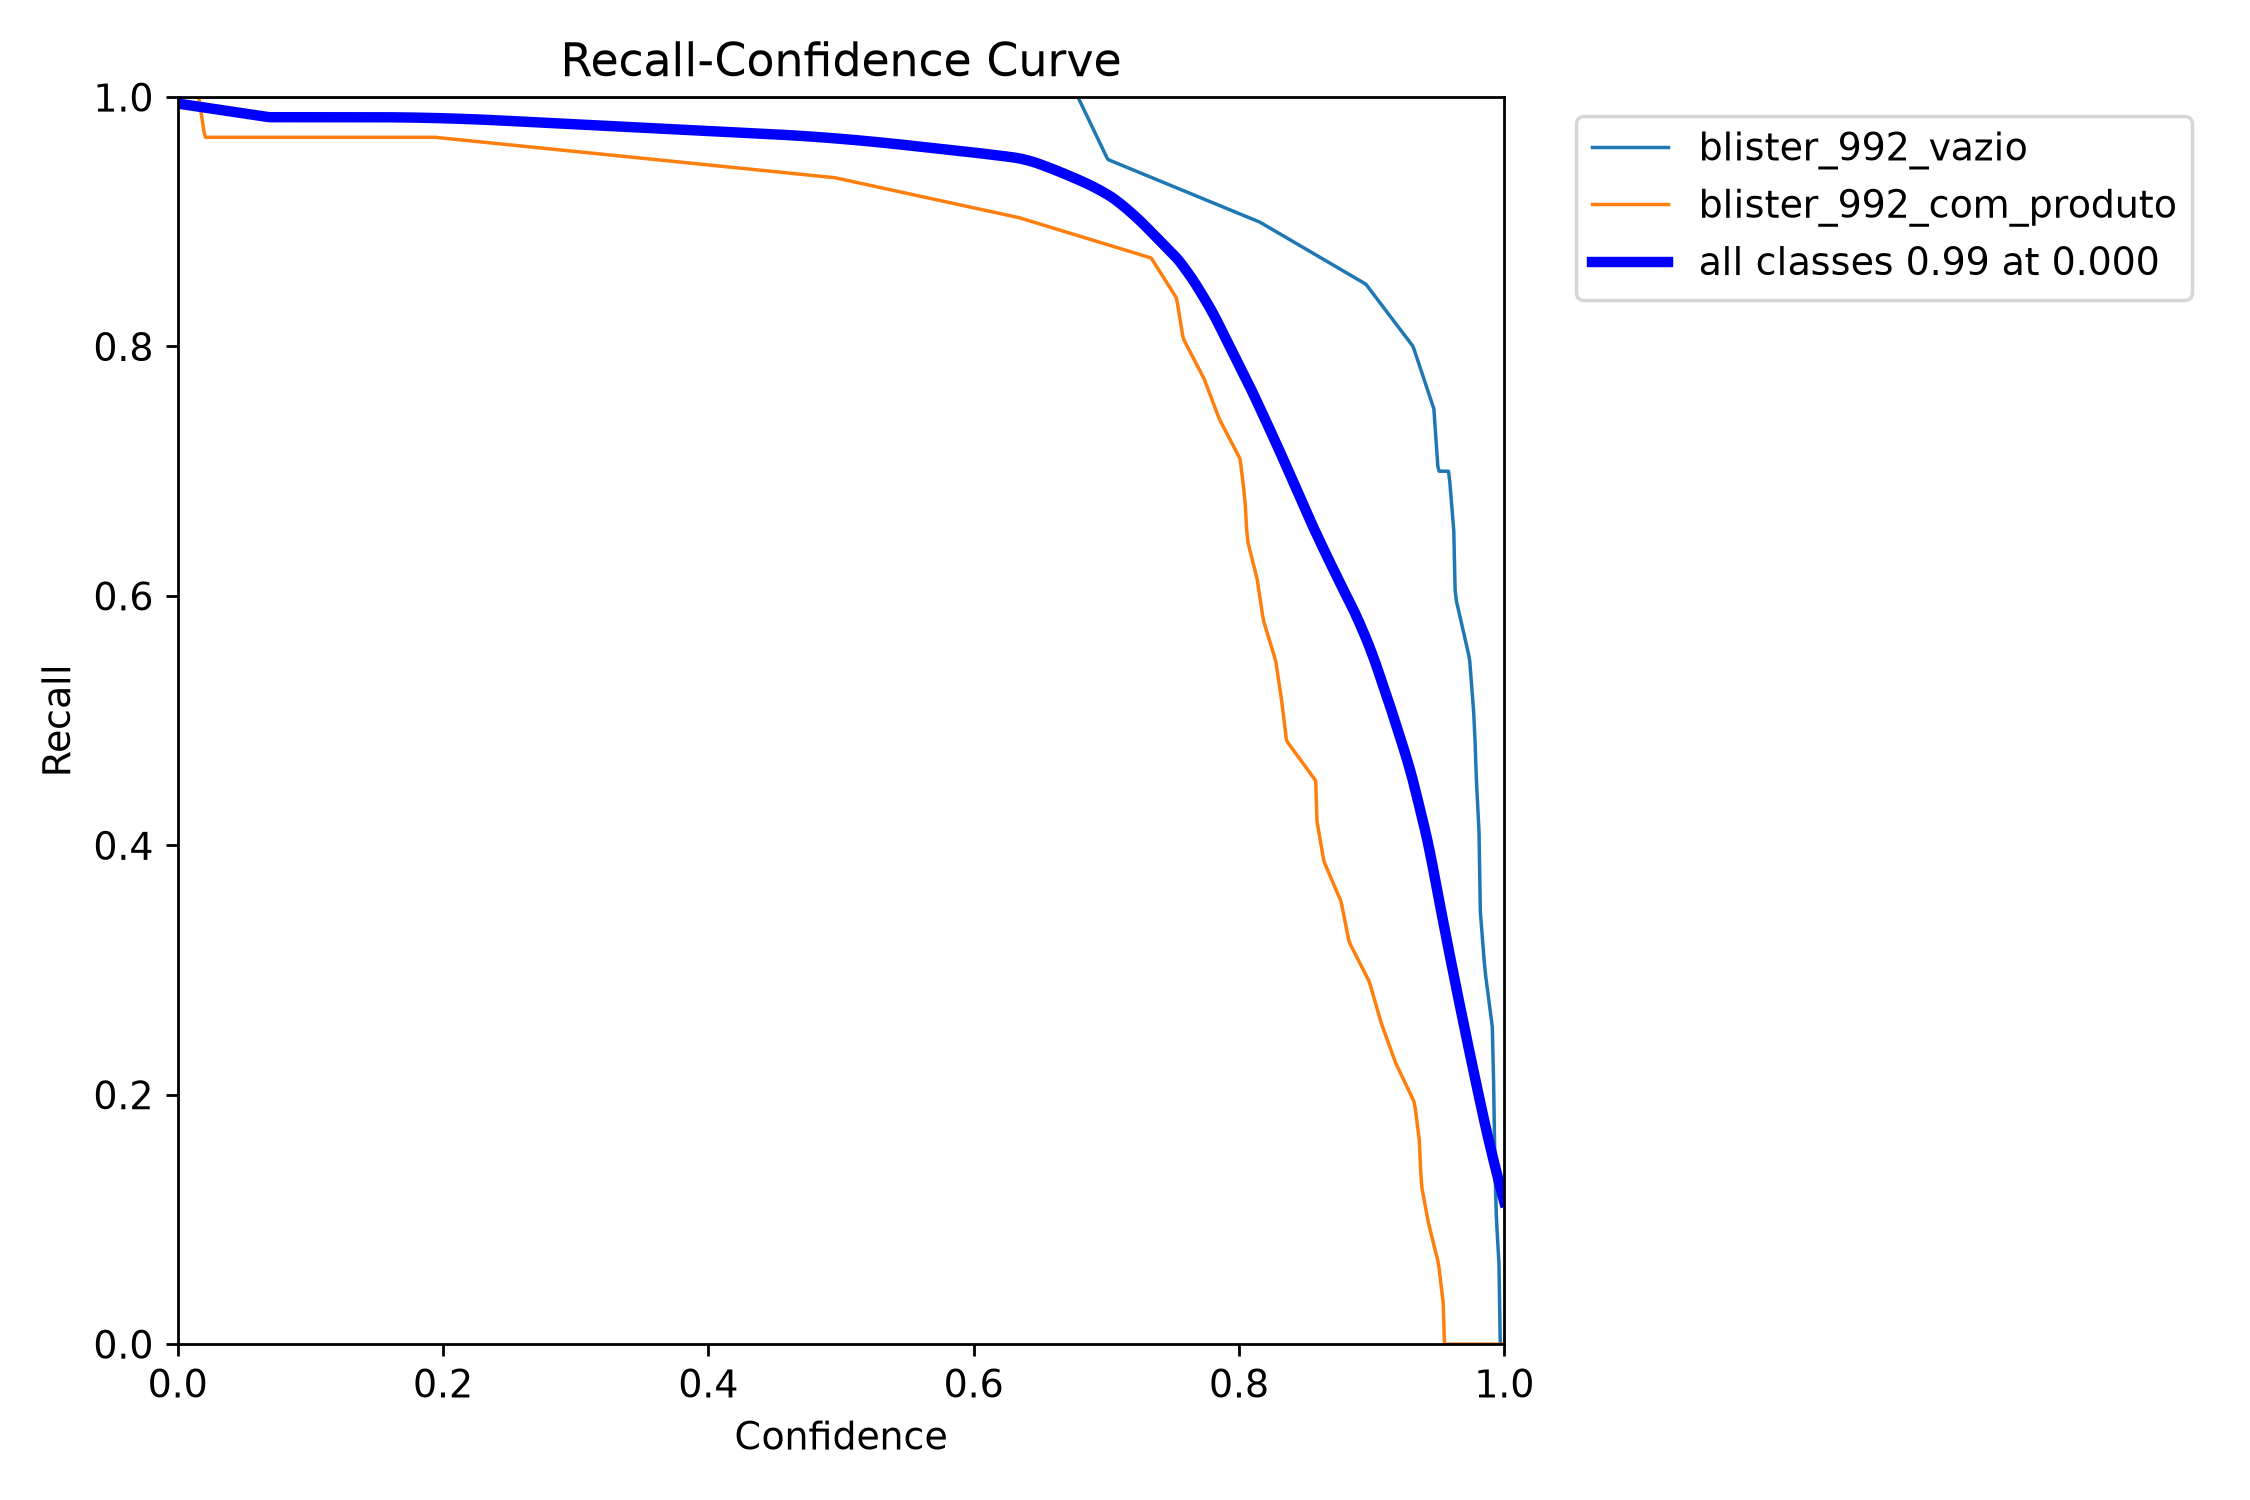 Recall-Confidence Curve
1.0
0.8
0.6
0.4
0.2
0.0
Recall
0.0 0.2 0.4 0.6 0.8 1.0
Confidence
blister_992_vazio
blister_992_com_produto
all classes 0.99 at 0.000